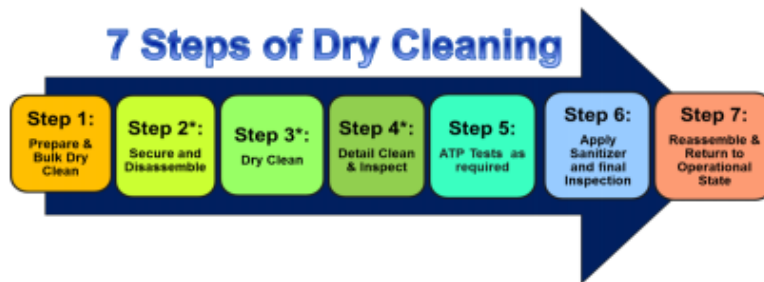 7 Steps of Dry Cleaning
Step 1:
Prepare &
Bulk Dry
Clean
Step 2*:
Secure and
Disassemble
Step 3*:
Dry Clean
Step 4*:
Detail Clean
& Inspect
Step 5:
ATP Tests as
required
Step 6:
Apply
Sanitizer
and final
Inspection
Step 7:
Reassemble &
Return to
Operational
State